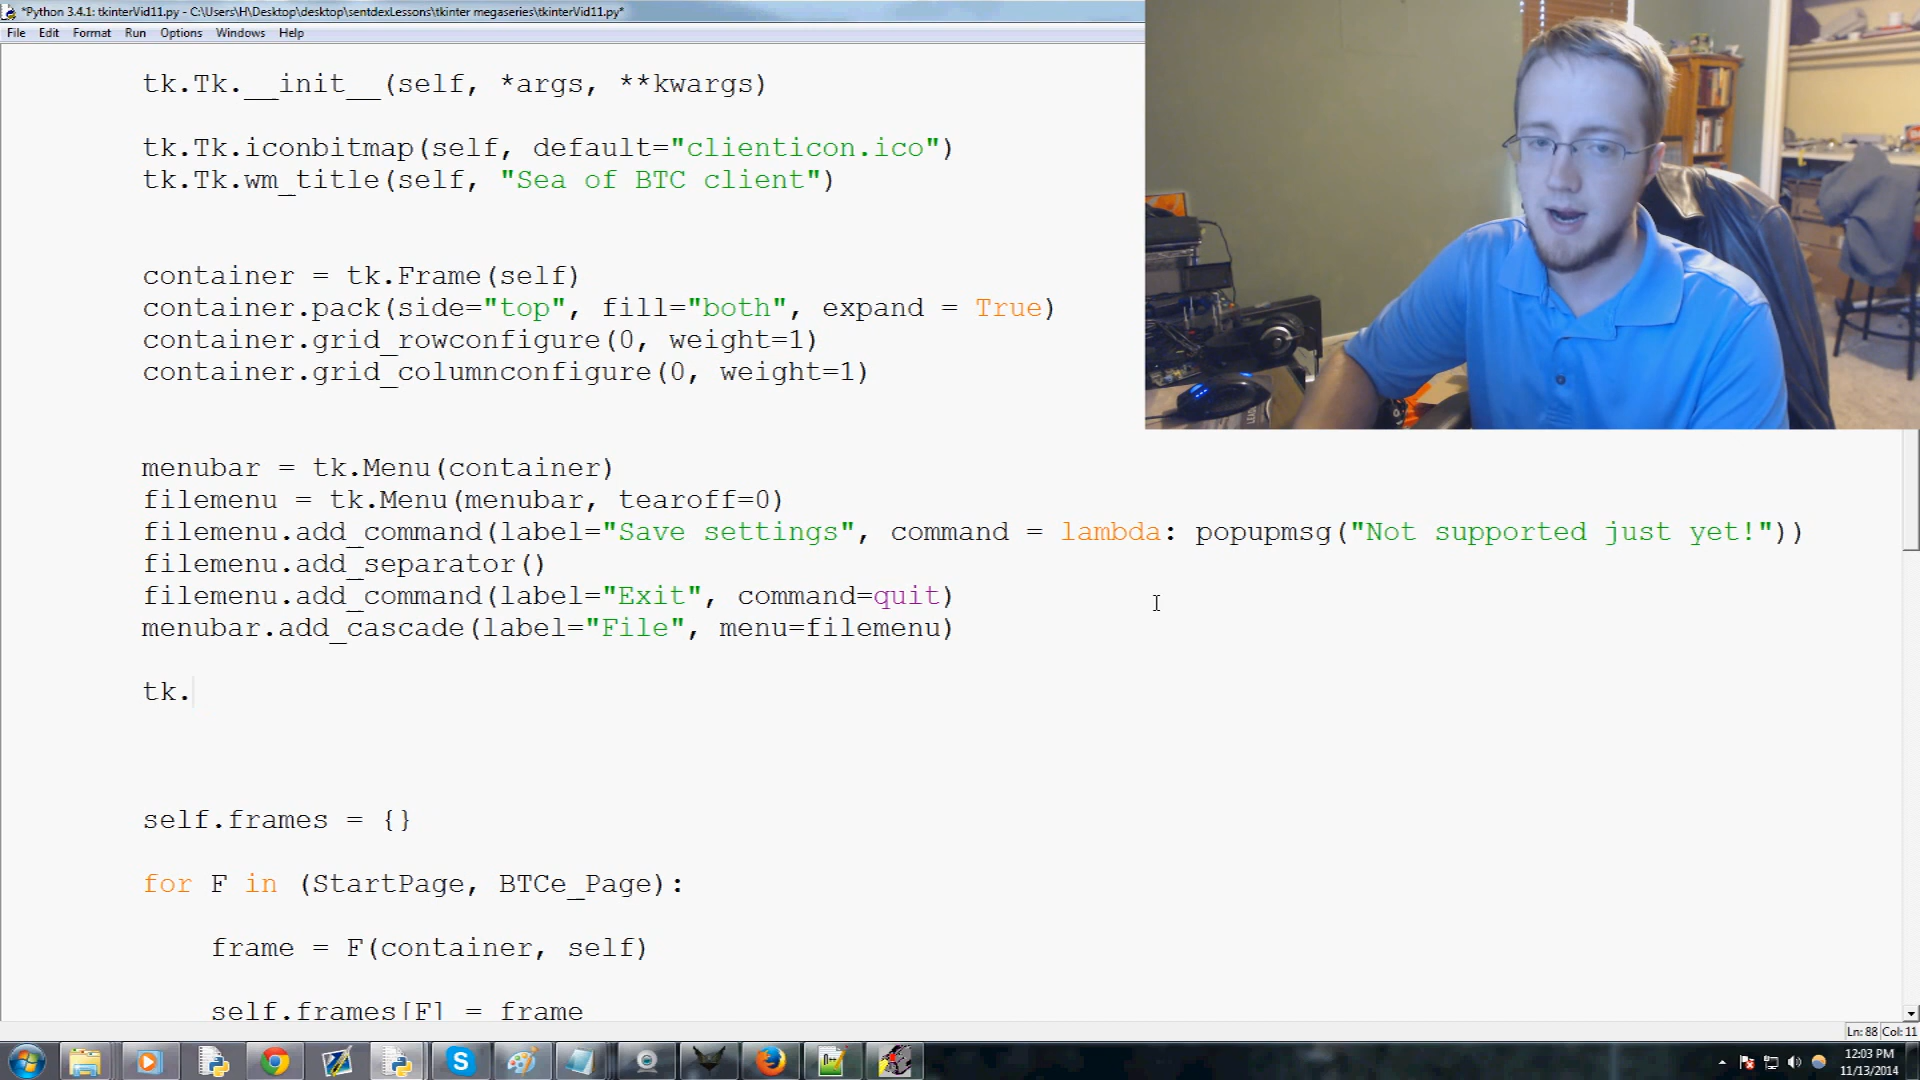 *Python 3.4.1: tkinterVid11.py - C:\Users\H\Desktop\desktop\sentdexLessons\tkinter megaseries\tkinterVid11.py*
File Edit Format Run Options Windows Help
tk.Tk.__init__(self, *args, **kwargs)
tk.Tk.iconbitmap(self, default="clienticon.ico")
tk.Tk.wm_title(self, "Sea of BTC client")
container = tk.Frame(self)
container.pack(side="top", fill="both", expand = True)
container.grid_rowconfigure(0, weight=1)
container.grid_columnconfigure(0, weight=1)
menubar = tk.Menu(container)
filemenu = tk.Menu(menubar, tearoff=0)
filemenu.add_command(label="Save settings", command = lambda: popupmsg("Not supported just yet!"))
filemenu.add_separator()
filemenu.add_command(label="Exit", command=quit)
menubar.add_cascade(label="File", menu=filemenu)
tk.
self.frames = {}
for F in (StartPage, BTCe_Page):
frame = F(container, self)
self.frames[F] = frame
Ln: 88 Col: 11
12:03 PM
11/13/2014